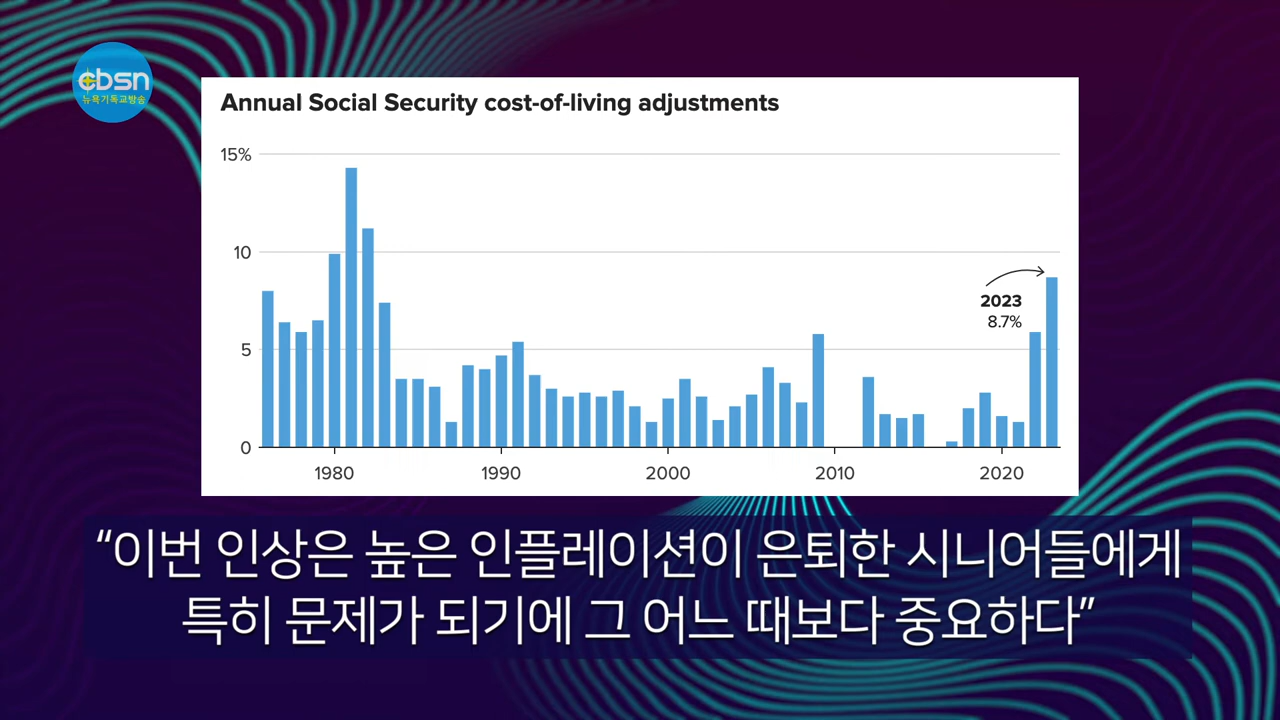 cbsn
뉴욕기독교방송
Annual Social Security cost-of-living adjustments
15%
10
5
0
2023
8.7%
1980
1990
2000
2010
2020
“이번 인상은 높은 인플레이션이 은퇴한 시니어들에게
특히 문제가 되기에 그 어느 때보다 중요하다”